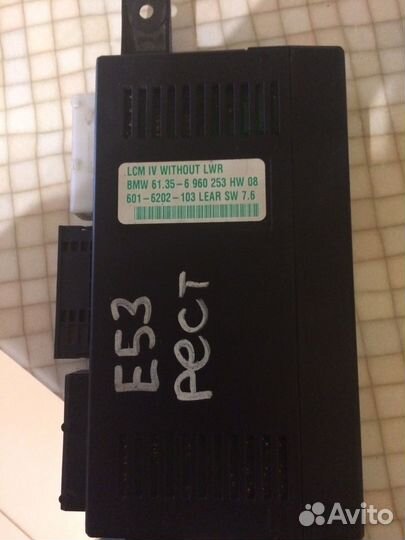 LCM IV WITHOUT LWR
BMW 61.35-6 960 253 HW 08
601-6202-103 LEAR SW 7.6
E53
рест
Avito